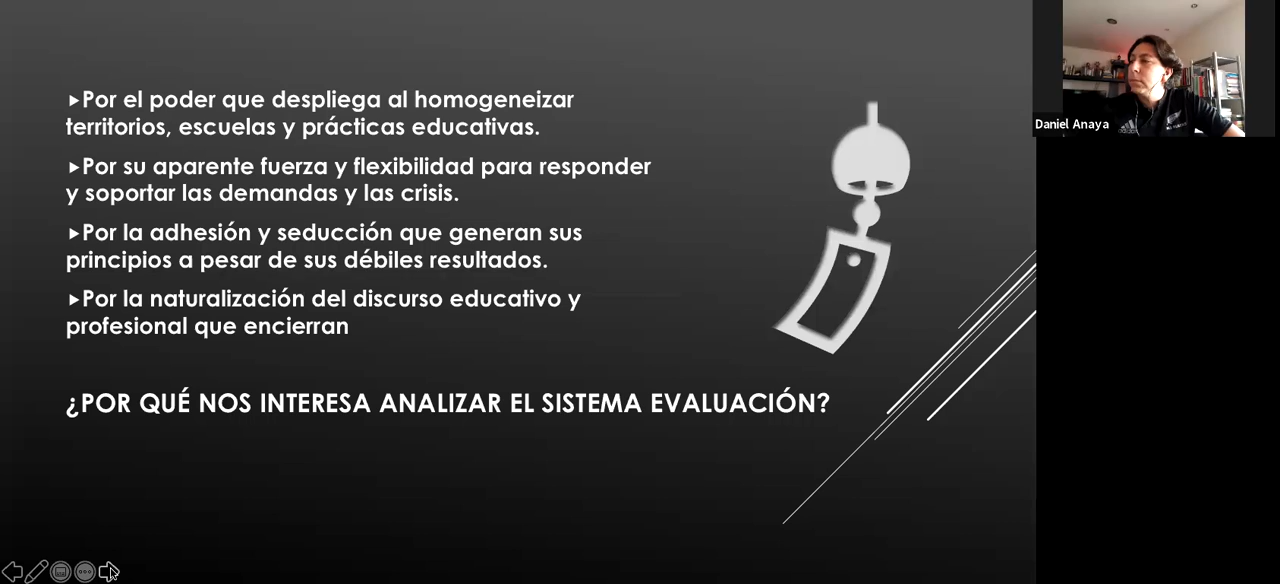 ▸Por el poder que despliega al homogeneizar
territorios, escuelas y prácticas educativas.
▸Por su aparente fuerza y flexibilidad para responder
y soportar las demandas y las crisis.
▸Por la adhesión y seducción que generan sus
principios a pesar de sus débiles resultados.
▸Por la naturalización del discurso educativo y
profesional que encierran
¿POR QUÉ NOS INTERESA ANALIZAR EL SISTEMA EVALUACIÓN?
Daniel Anaya
adidas